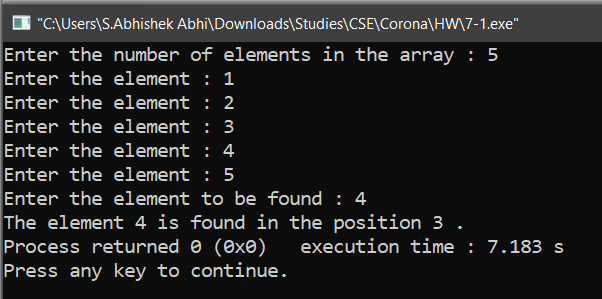 "C:\Users\S.Abhishek Abhi\Downloads\Studies\CSE\Corona\HW\7-1.exe"
Enter the number of elements in the array : 5
Enter the element : 1
Enter the element : 2
Enter the element : 3
Enter the element : 4
Enter the element : 5
Enter the element to be found : 4
The element 4 is found in the position 3 .
Process returned 0 (0x0)   execution time : 7.183 s
Press any key to continue.